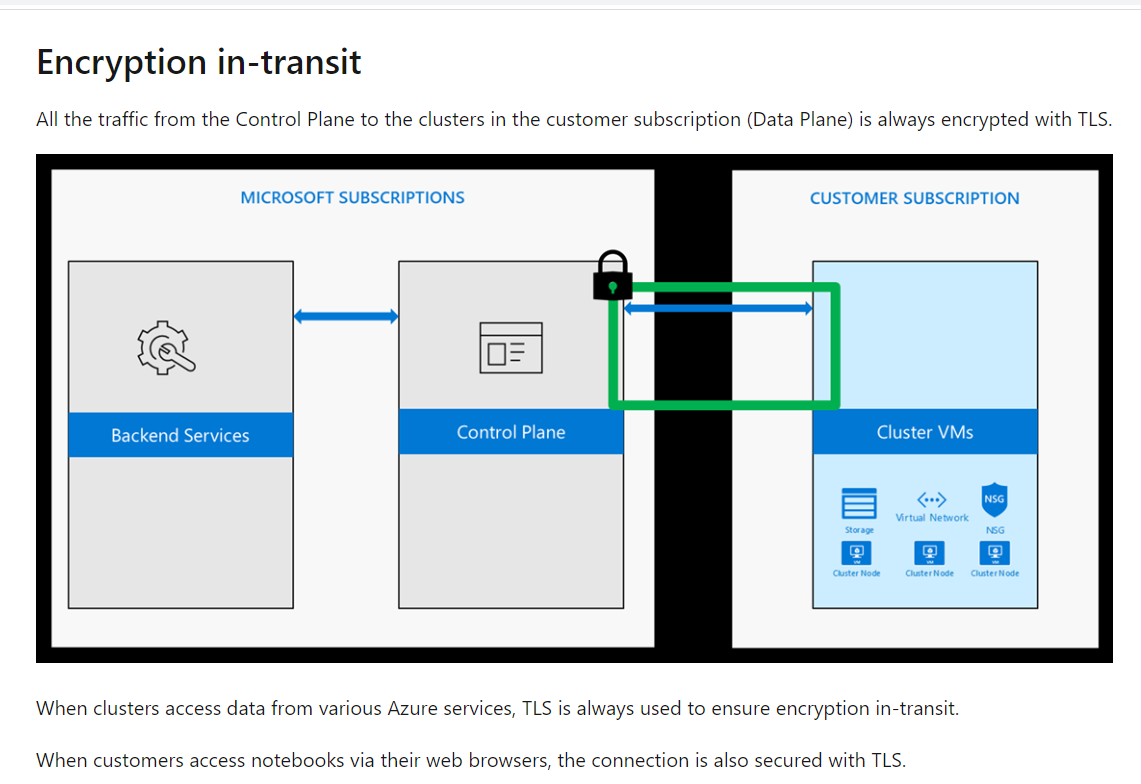 Encryption in-transit
All the traffic from the Control Plane to the clusters in the customer subscription (Data Plane) is always encrypted with TLS.
MICROSOFT SUBSCRIPTIONS
CUSTOMER SUBSCRIPTION
Backend Services
Control Plane
Cluster VMs
Storage
Virtual Network
NSG
NSG
VM
VM
VM
Cluster Node
Cluster Node
Cluster Node
When clusters access data from various Azure services, TLS is always used to ensure encryption in-transit.
When customers access notebooks via their web browsers, the connection is also secured with TLS.